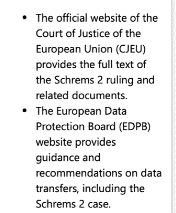 • The official website of the
Court of Justice of the
European Union (CJEU)
provides the full text of
the Schrems 2 ruling and
related documents.
• The European Data
Protection Board (EDPB)
website provides
guidance and
recommendations on data
transfers, including the
Schrems 2 case.